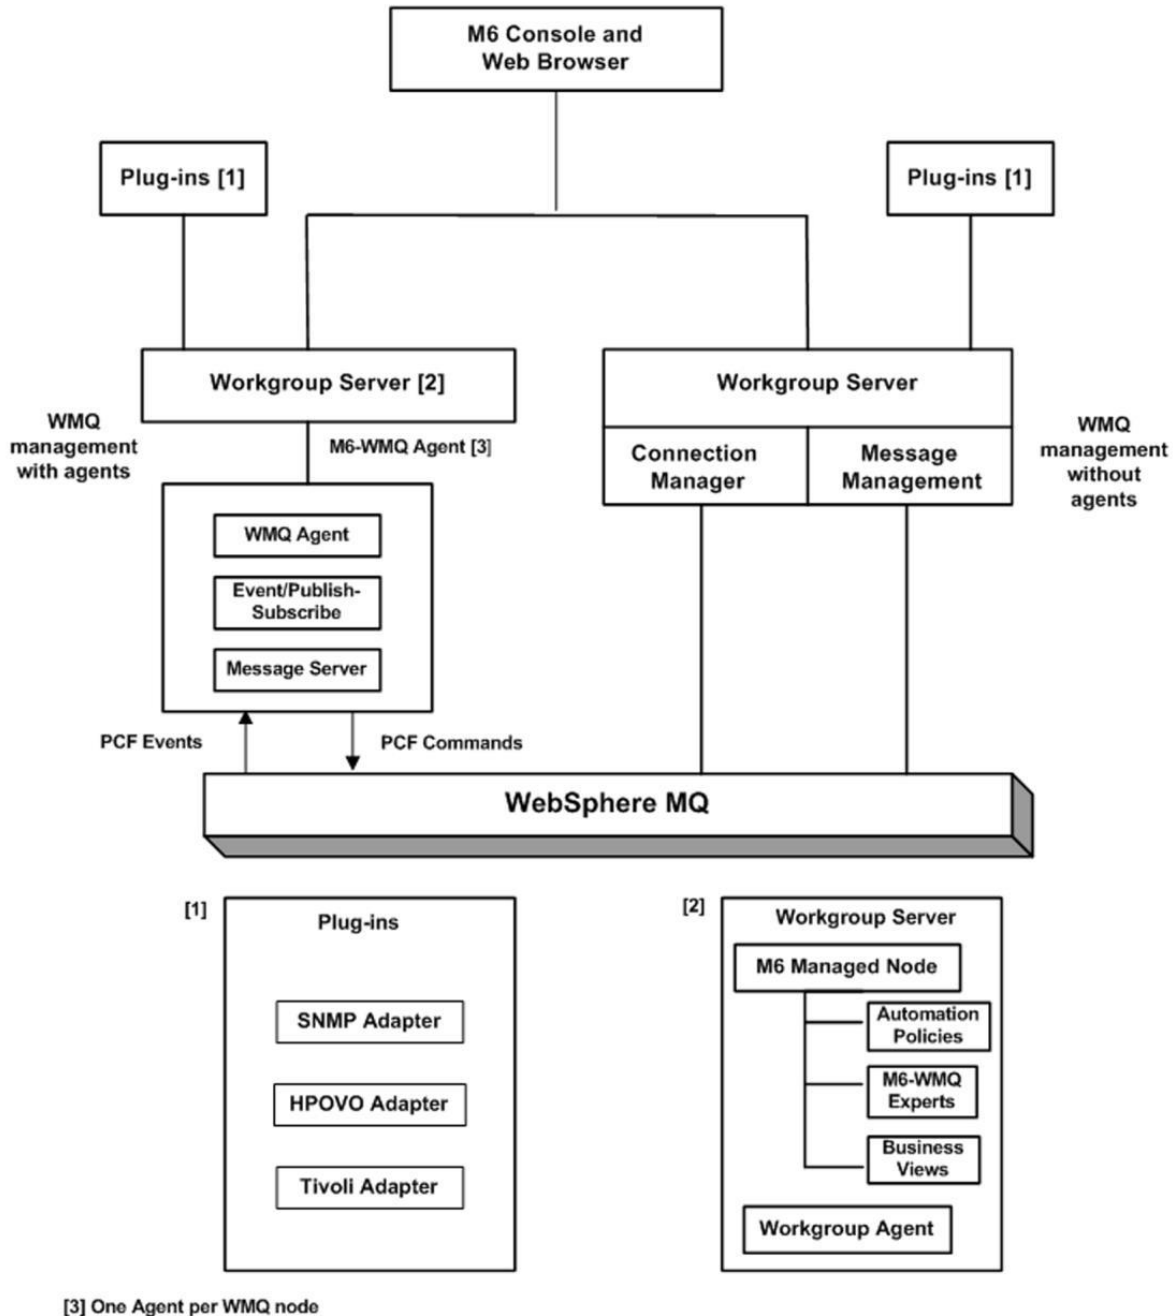 M6 Console and
Web Browser
Plug-ins [1]
Plug-ins [1]
Workgroup Server [2]
Workgroup Server
WMQ
management
with agents
M6-WMQ Agent [3]
Connection
Manager
Message
Management
WMQ
management
without
agents
WMQ Agent
Event/Publish-
Subscribe
Message Server
PCF Events
PCF Commands
WebSphere MQ
[1]
Plug-ins
SNMP Adapter
HPOVO Adapter
Tivoli Adapter
[2]
Workgroup Server
M6 Managed Node
Automation
Policies
M6-WMQ
Experts
Business
Views
Workgroup Agent
[3] One Agent per WMQ node